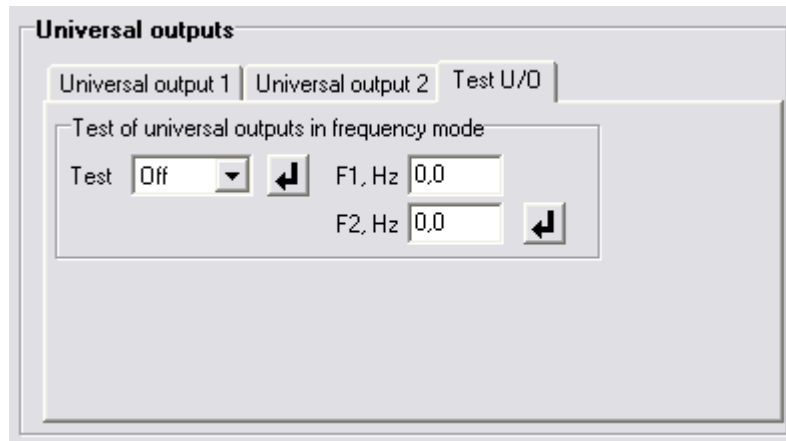 Universal outputs
Universal output 1 Universal output 2 Test U/O
Test of universal outputs in frequency mode
Test Off F1, Hz 0,0
F2, Hz 0,0